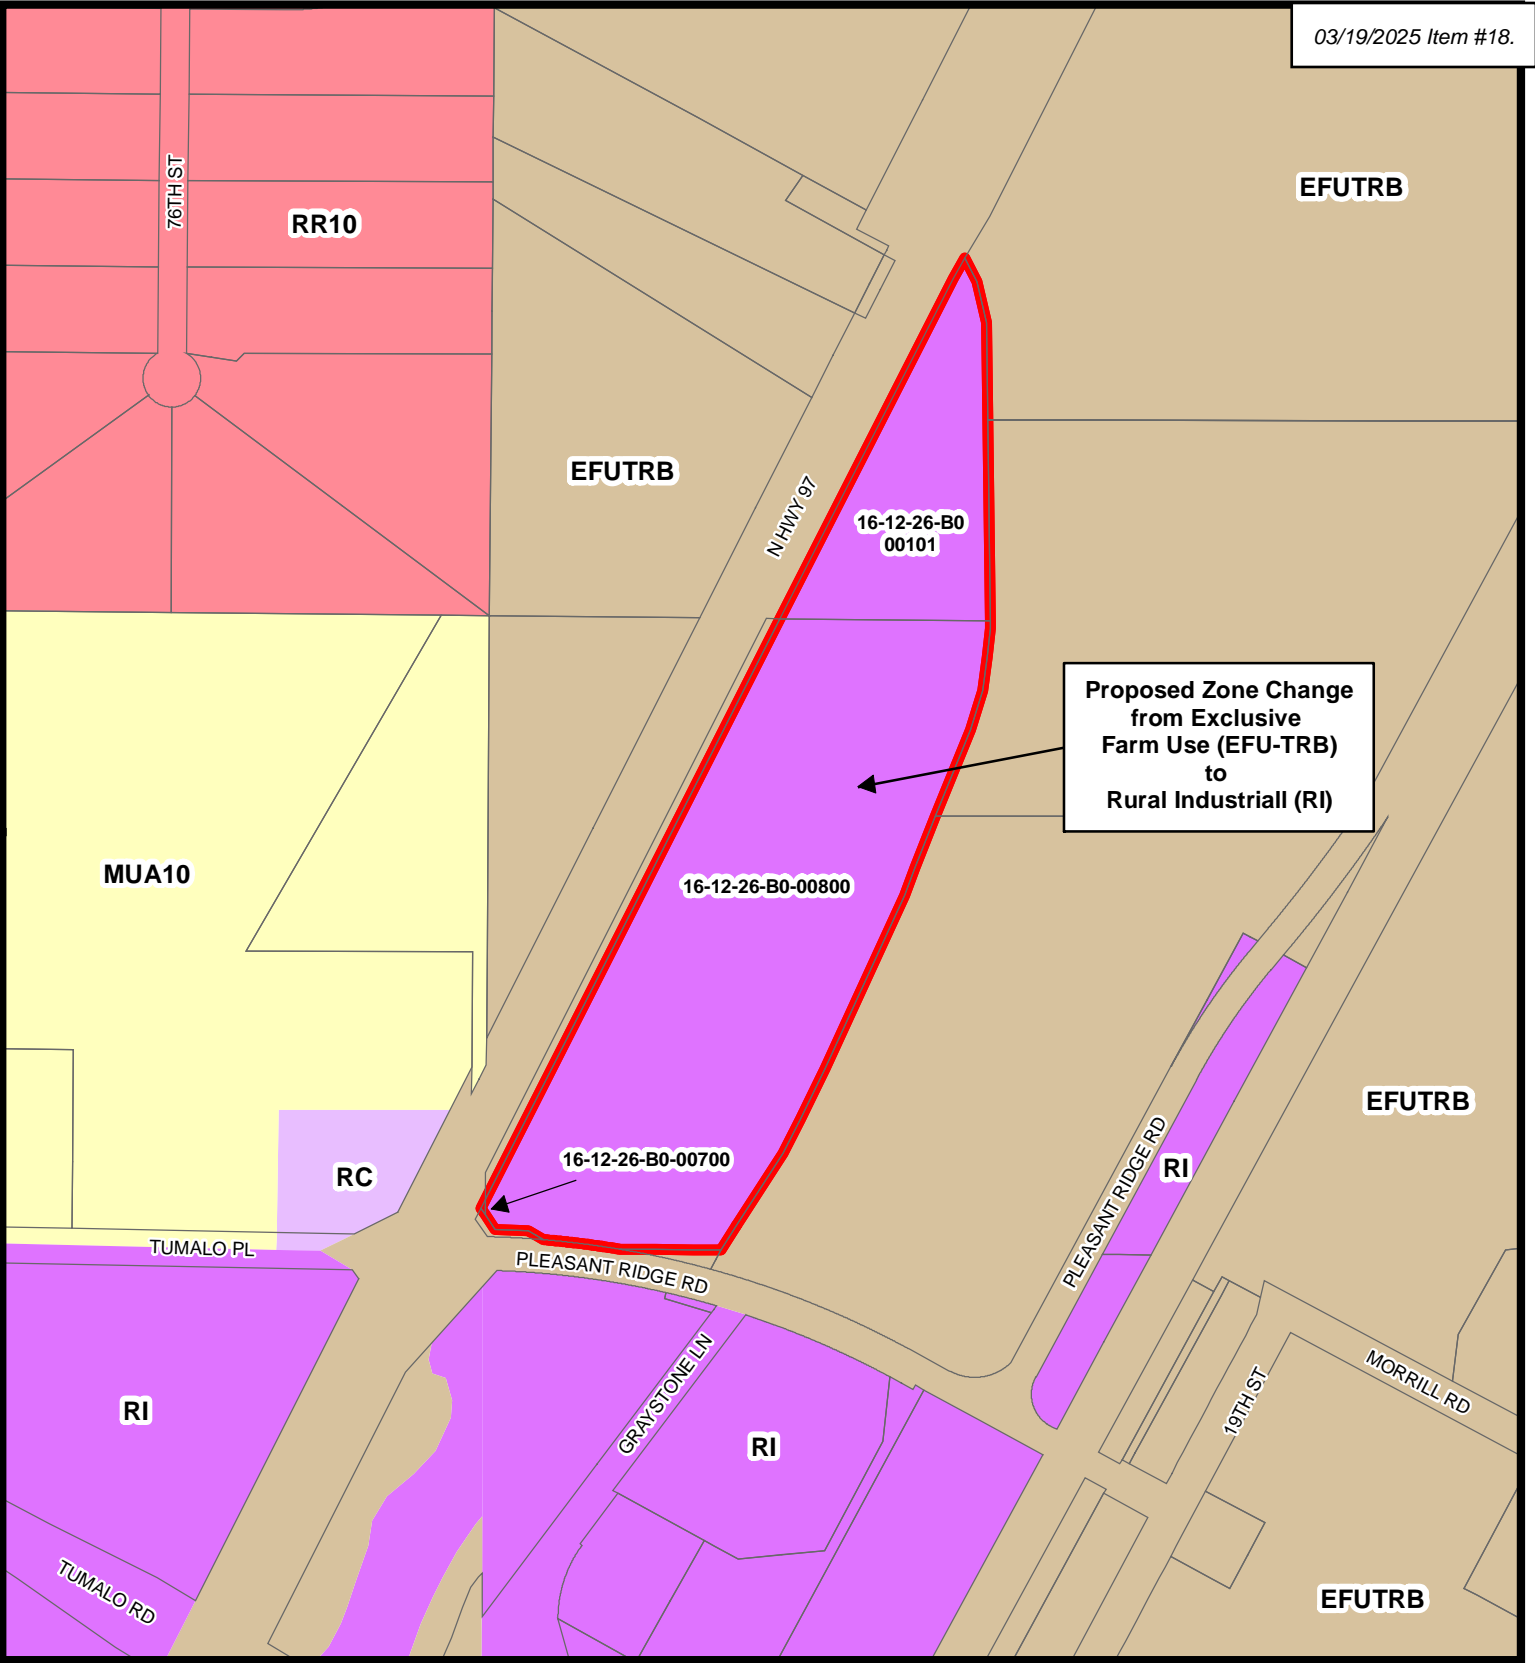 03/19/2025 Item #18.
EFUTRB
76TH ST
RR10
EFUTRB
N HWY 97
16-12-26-B0
00101
Proposed Zone Change
from Exclusive
Farm Use (EFU-TRB)
to
Rural Industriall (RI)
MUA10
16-12-26-B0-00800
EFUTRB
16-12-26-B0-00700
RC
RI
PLEASANT RIDGE RD
TUMALO PL
PLEASANT RIDGE RD
GRAYSTONE LN
MORRILL RD
19TH ST
RI
RI
TUMALO RD
EFUTRB